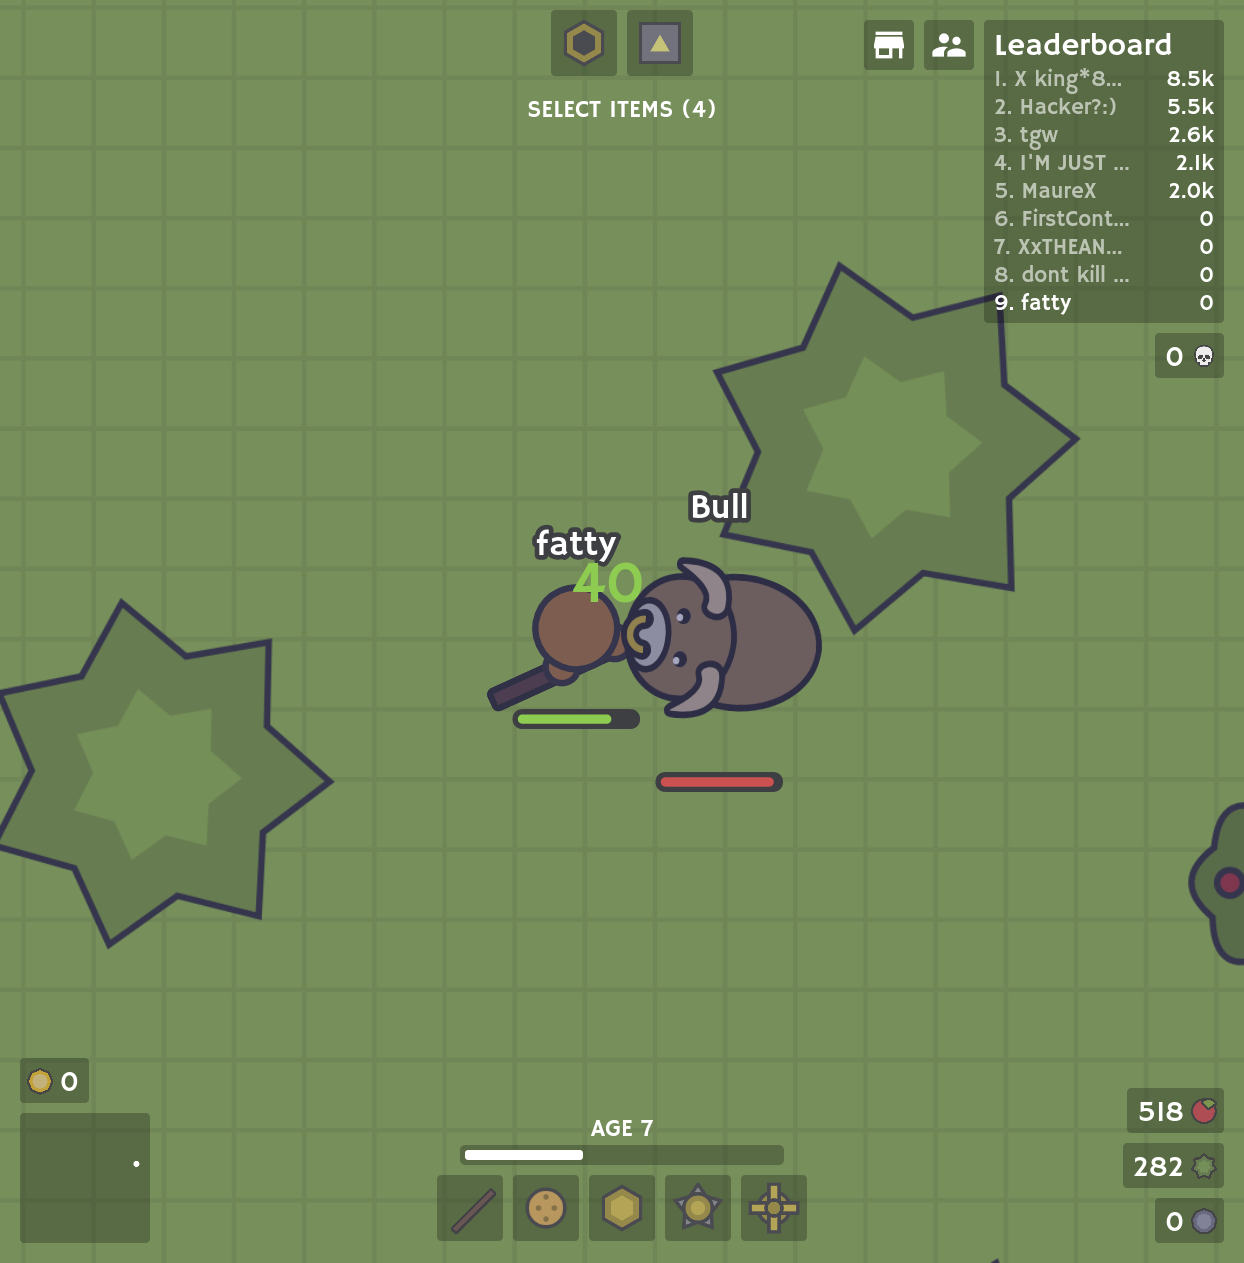 SELECT ITEMS (4)
Leaderboard
1. X king*8... 8.5k
2. Hacker?:) 5.5k
3. tgw 2.6k
4. I'M JUST ... 2.1k
5. MaureX 2.0k
6. FirstCont... 0
7. XxTHEAN... 0
8. dont kill ... 0
9. fatty 0
0
Bull
fatty
40
0
AGE 7
518
282
0